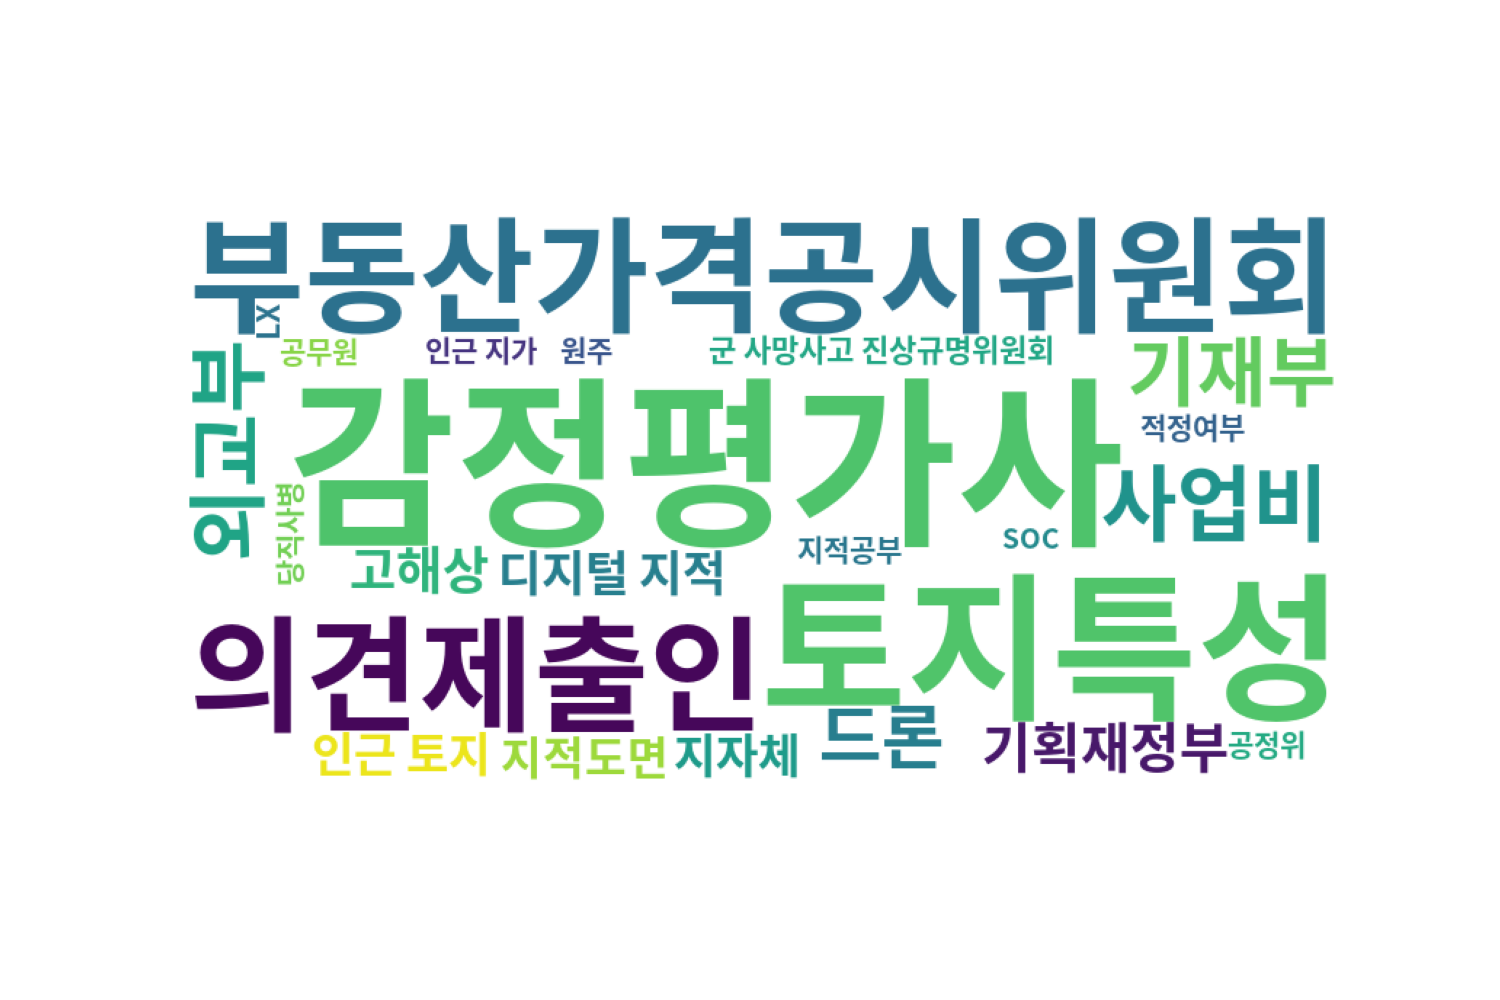 부동산가격공시위원회
LX
공무원
인근 지가
원주
군 사망사고 진상규명위원회
기재부
외교부
감정평가사
적정여부
사업비
당직사병
고해상
디지털 지적
지적공부
SOC
의견제출인
토지특성
인근 토지
지적도면
지자체
드론
기획재정부
공정위